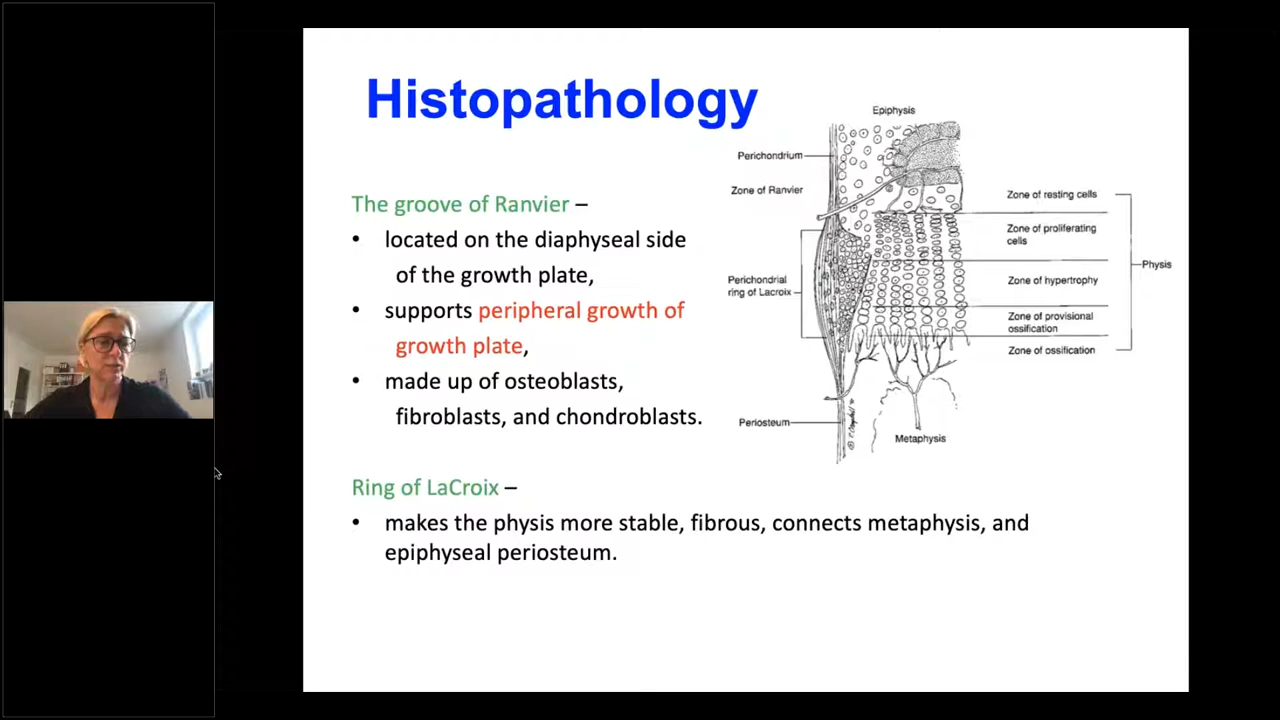 Histopathology
The groove of Ranvier –
• located on the diaphyseal side
of the growth plate,
• supports peripheral growth of
growth plate,
• made up of osteoblasts,
fibroblasts, and chondroblasts.
Ring of LaCroix –
• makes the physis more stable, fibrous, connects metaphysis, and
epiphyseal periosteum.
Epiphysis
Perichondrium
Zone of Ranvier
Perichondrial
ring of Lacroix
Periosteum
Metaphysis
Zone of resting cells
Zone of proliferating
cells
Zone of hypertrophy
Zone of provisional
ossification
Zone of ossification
Physis